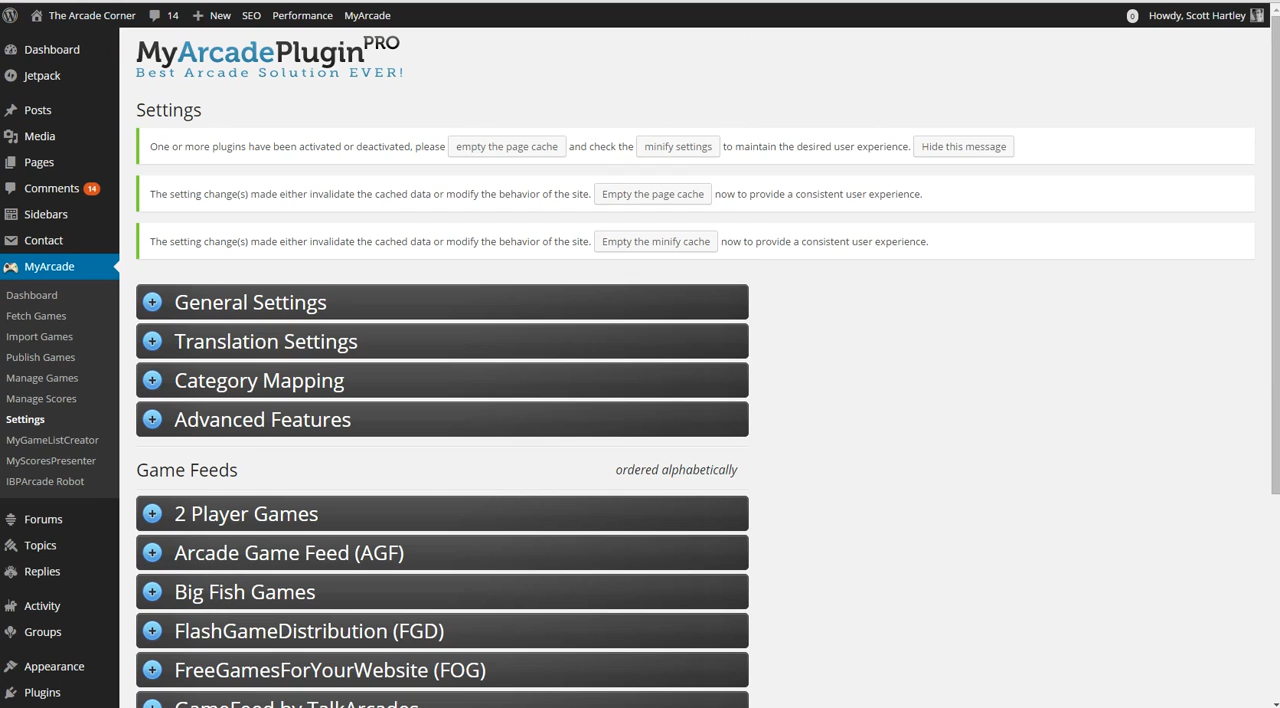 The Arcade Corner 14 New SEO Performance MyArcade 0 Howdy, Scott Hartley
Dashboard
Jetpack
Posts
Media
Pages
Comments 14
Sidebars
Contact
MyArcade
Dashboard
Fetch Games
Import Games
Publish Games
Manage Games
Manage Scores
Settings
MyGameListCreator
MyScoresPresenter
IBPArcade Robot
Forums
Topics
Replies
Activity
Groups
Appearance
Plugins
MyArcadePlugin PRO
Best Arcade Solution EVER!
Settings
One or more plugins have been activated or deactivated, please empty the page cache and check the minify settings to maintain the desired user experience. Hide this message
The setting change(s) made either invalidate the cached data or modify the behavior of the site. Empty the page cache now to provide a consistent user experience.
The setting change(s) made either invalidate the cached data or modify the behavior of the site. Empty the minify cache now to provide a consistent user experience.
General Settings
Translation Settings
Category Mapping
Advanced Features
Game Feeds ordered alphabetically
2 Player Games
Arcade Game Feed (AGF)
Big Fish Games
FlashGameDistribution (FGD)
FreeGamesForYourWebsite (FOG)
GameFeed by TalkArcades